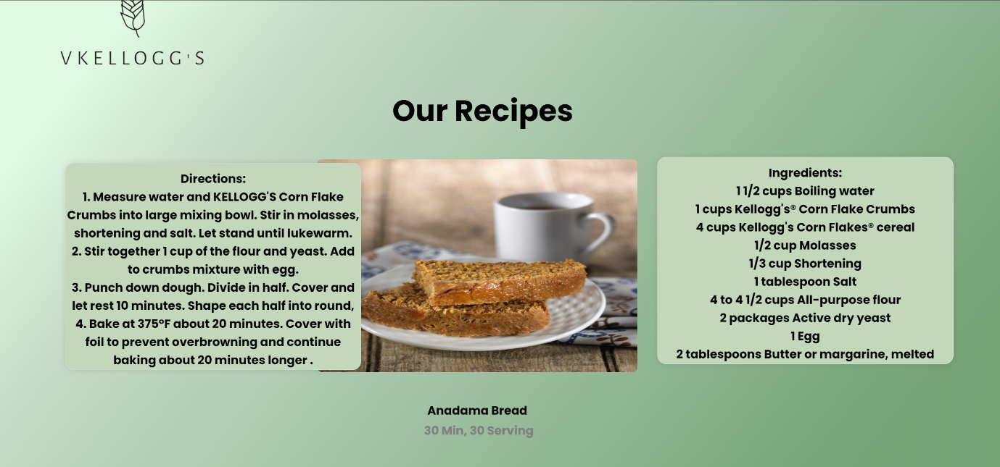 VKELLOGG'S
Our Recipes
Directions:
1. Measure water and KELLOGG'S Corn Flake
Crumbs into large mixing bowl. Stir in molasses,
shortening and salt. Let stand until lukewarm.
2. Stir together 1 cup of the flour and yeast. Add
to crumbs mixture with egg.
3. Punch down dough. Divide in half. Cover and
let rest 10 minutes. Shape each half into round,
4. Bake at 375°F about 20 minutes. Cover with
foil to prevent overbrowning and continue
baking about 20 minutes longer .
Ingredients:
1 1/2 cups Boiling water
1 cups Kellogg's® Corn Flake Crumbs
4 cups Kellogg's Corn Flakes® cereal
1/2 cup Molasses
1/3 cup Shortening
1 tablespoon Salt
4 to 4 1/2 cups All-purpose flour
2 packages Active dry yeast
1 Egg
2 tablespoons Butter or margarine, melted
Anadama Bread
30 Min, 30 Serving